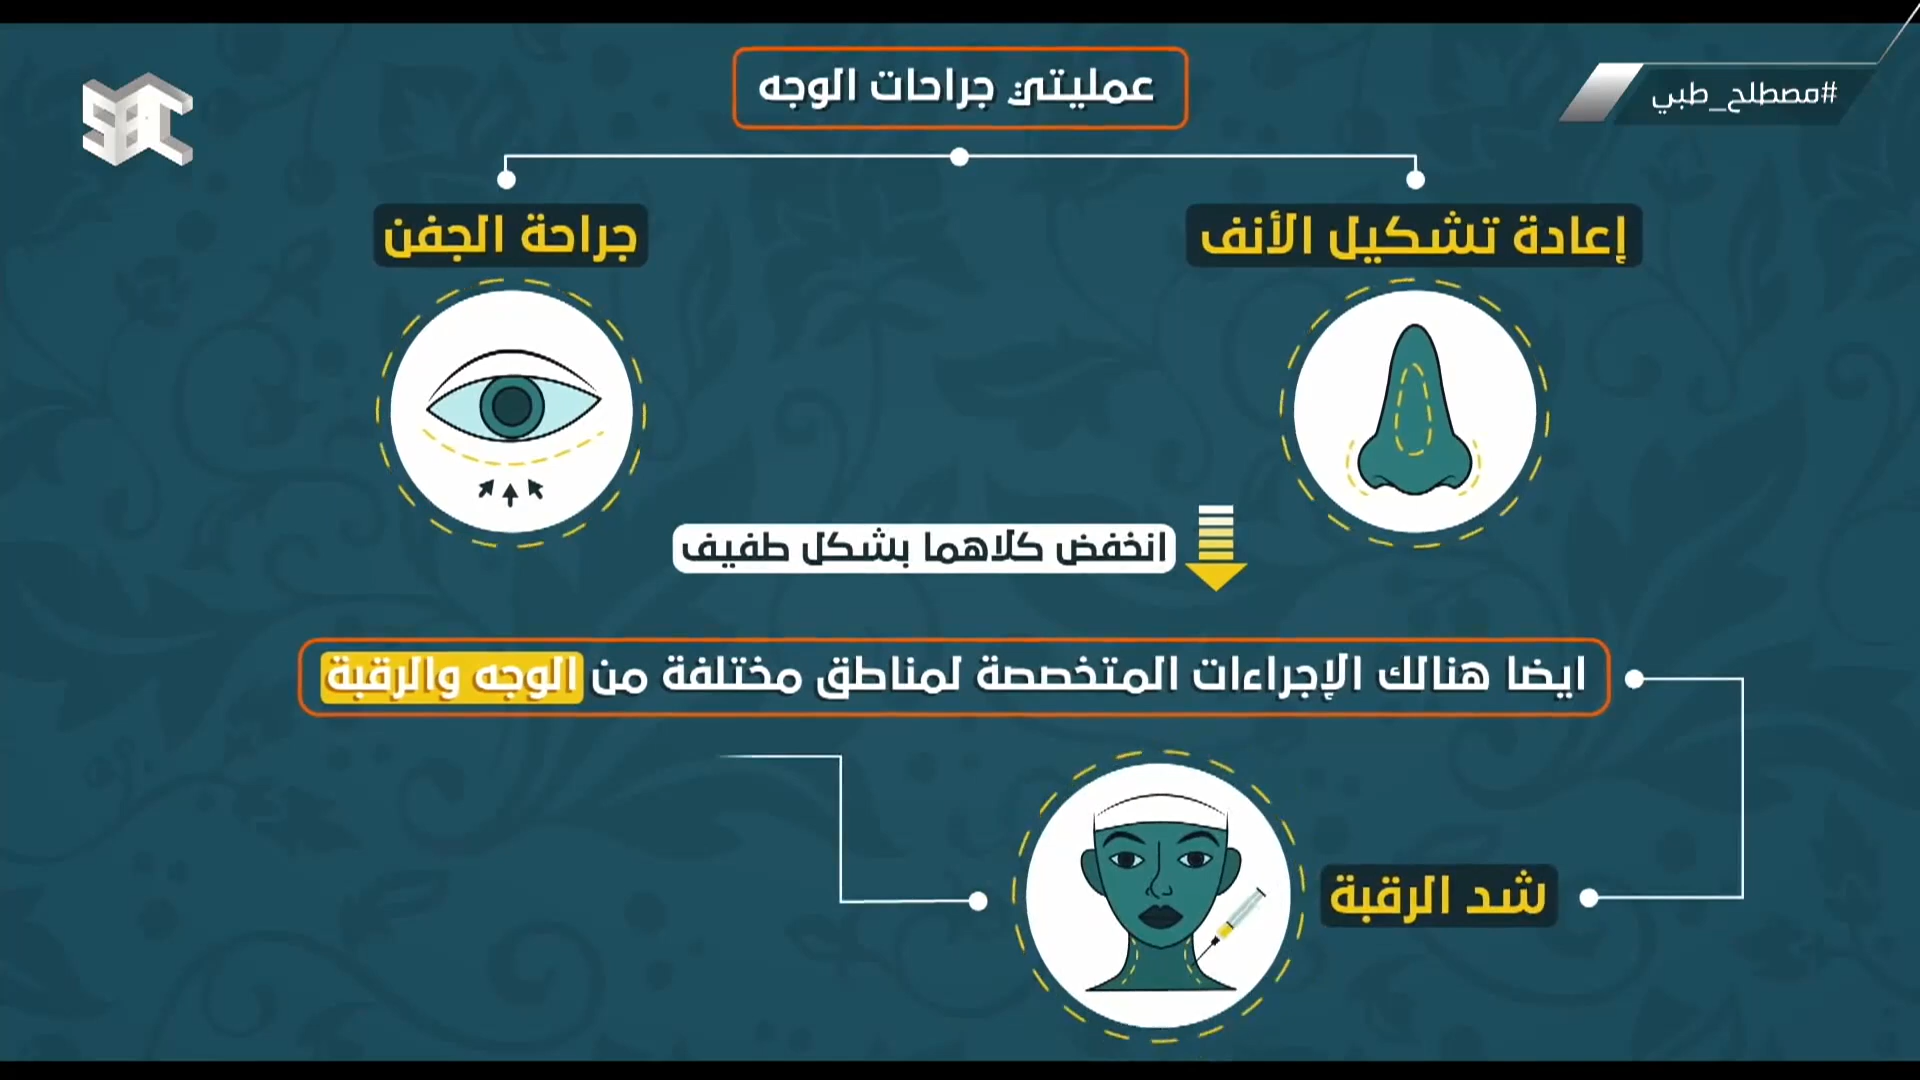 #مصطلح_طبي
SBC
عمليتي جراحات الوجه
إعادة تشكيل الأنف
جراحة الجفن
انخفض كلاهما بشكل طفيف
ايضا هنالك الإجراءات المتخصصة لمناطق مختلفة من الوجه والرقبة
شد الرقبة